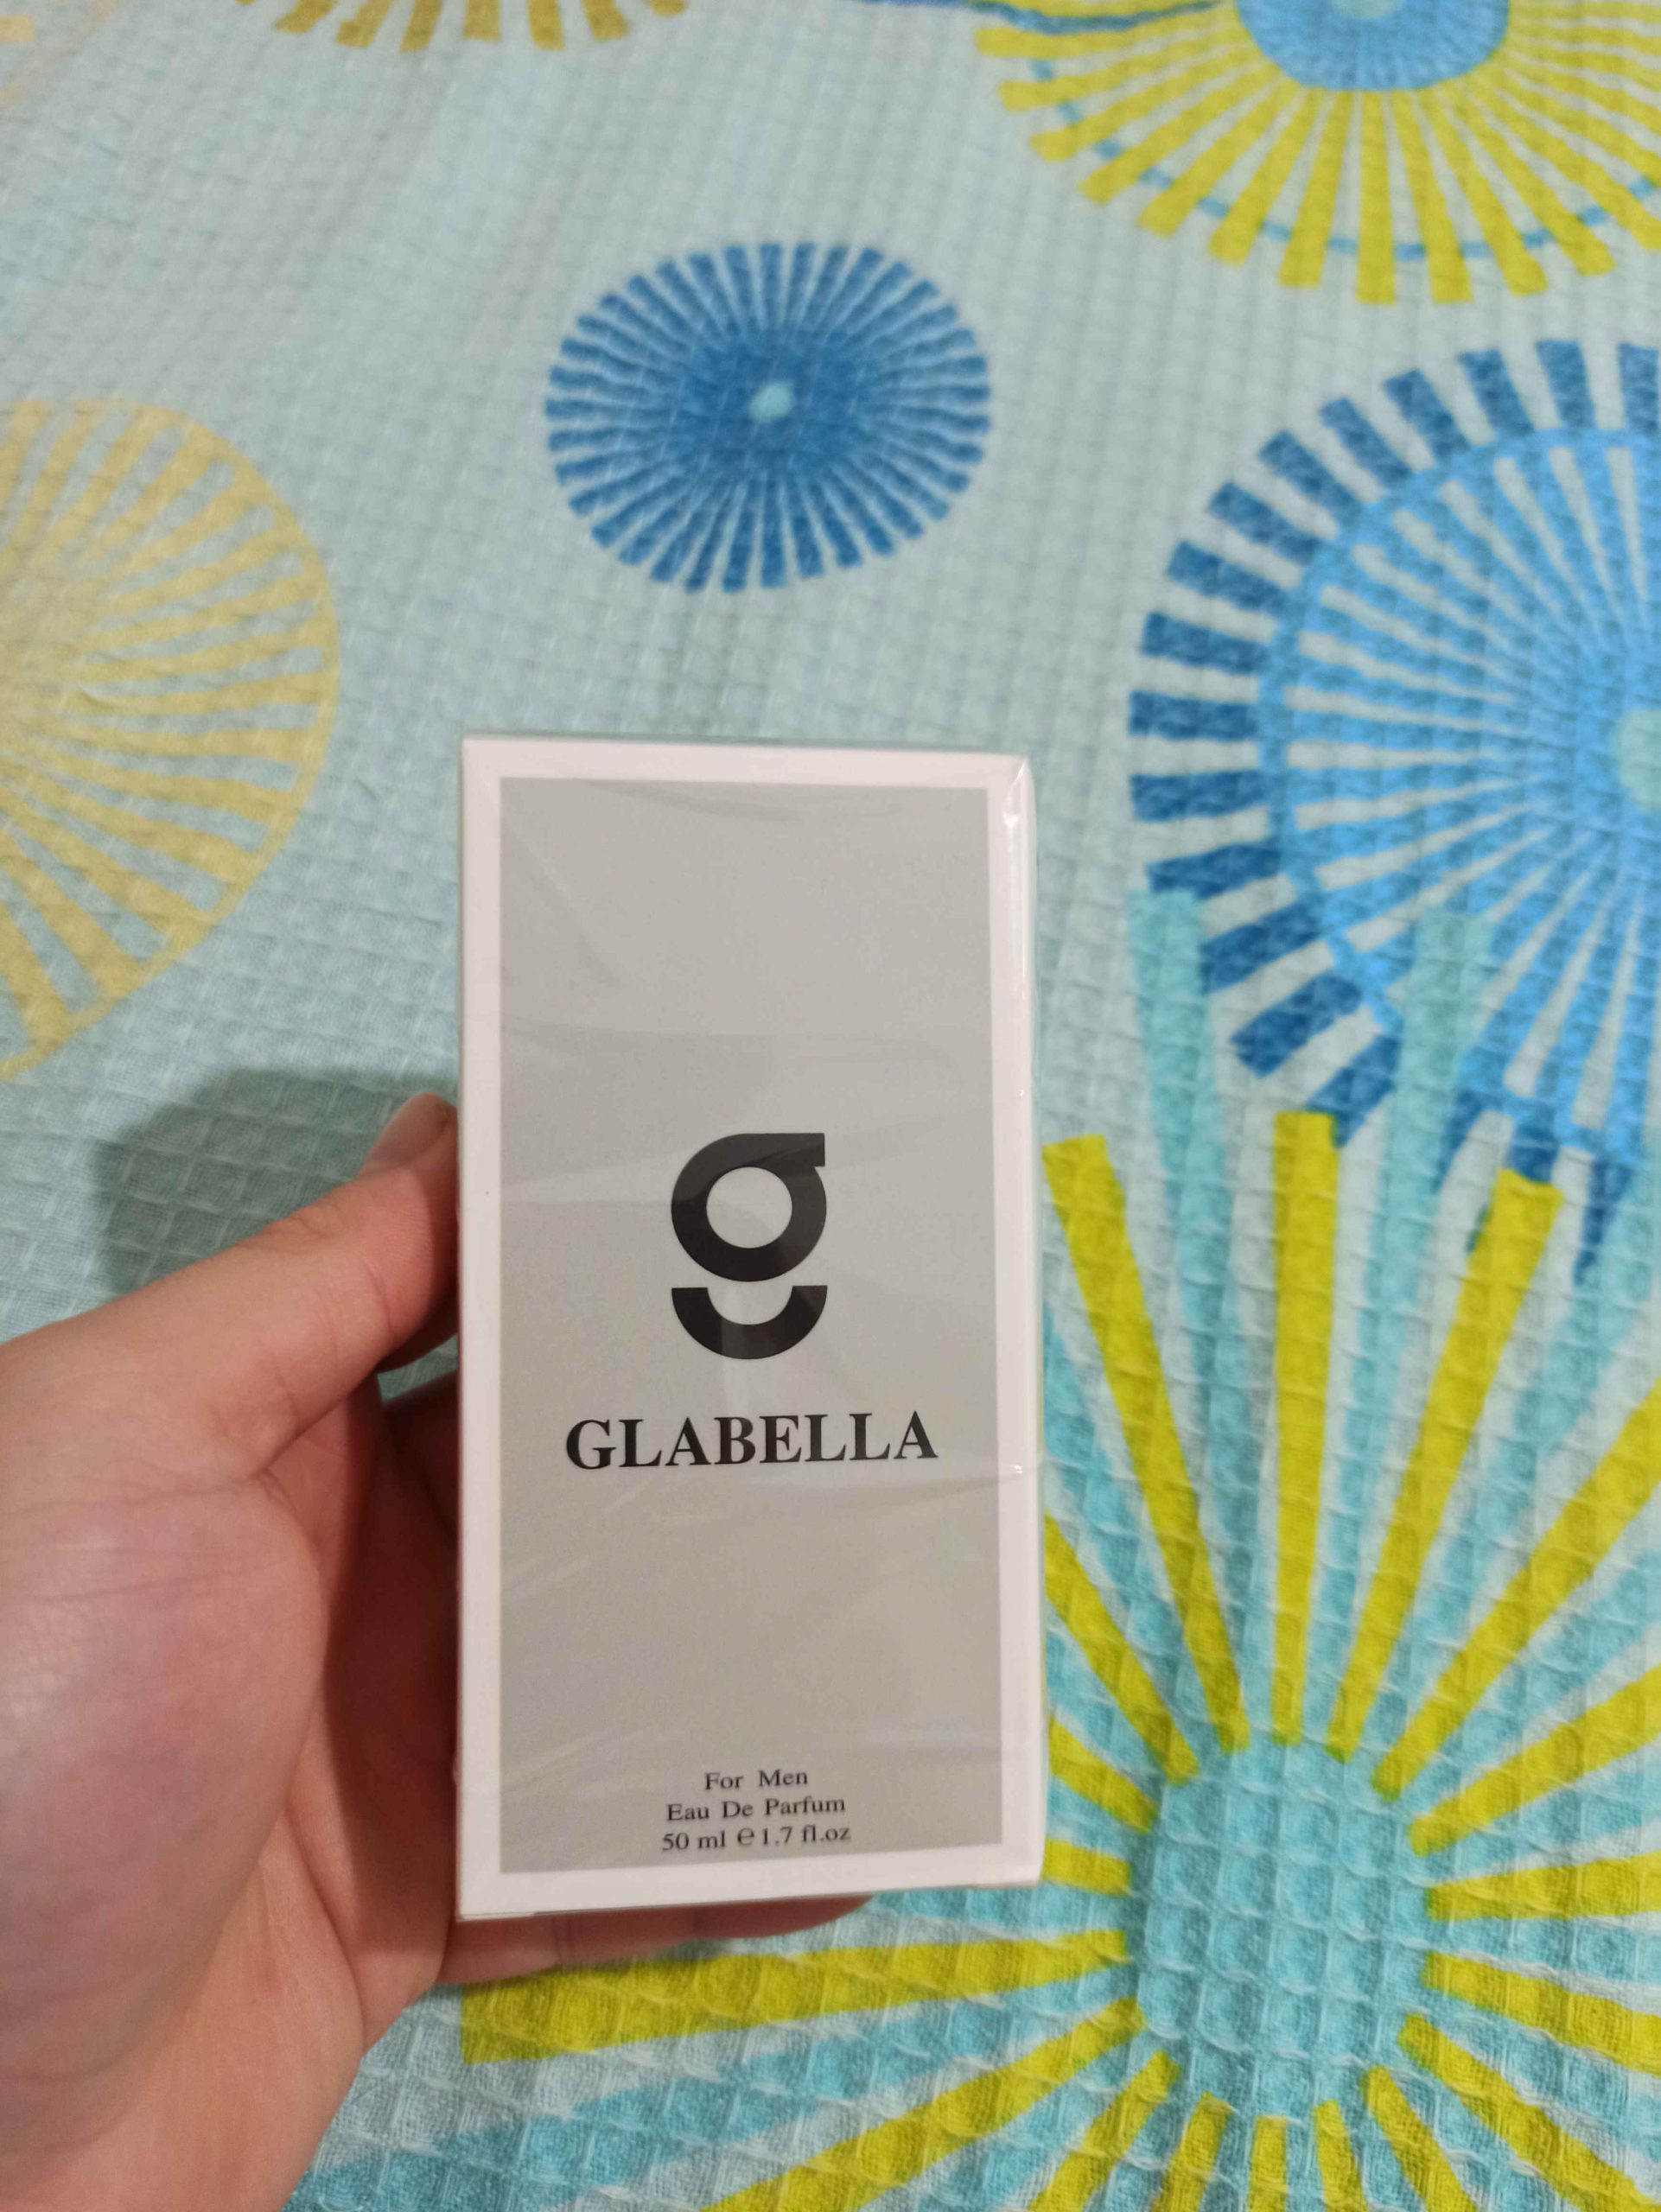 g
GLABELLA
For Men
Eau De Parfum
50 ml ℮ 1.7 fl.oz